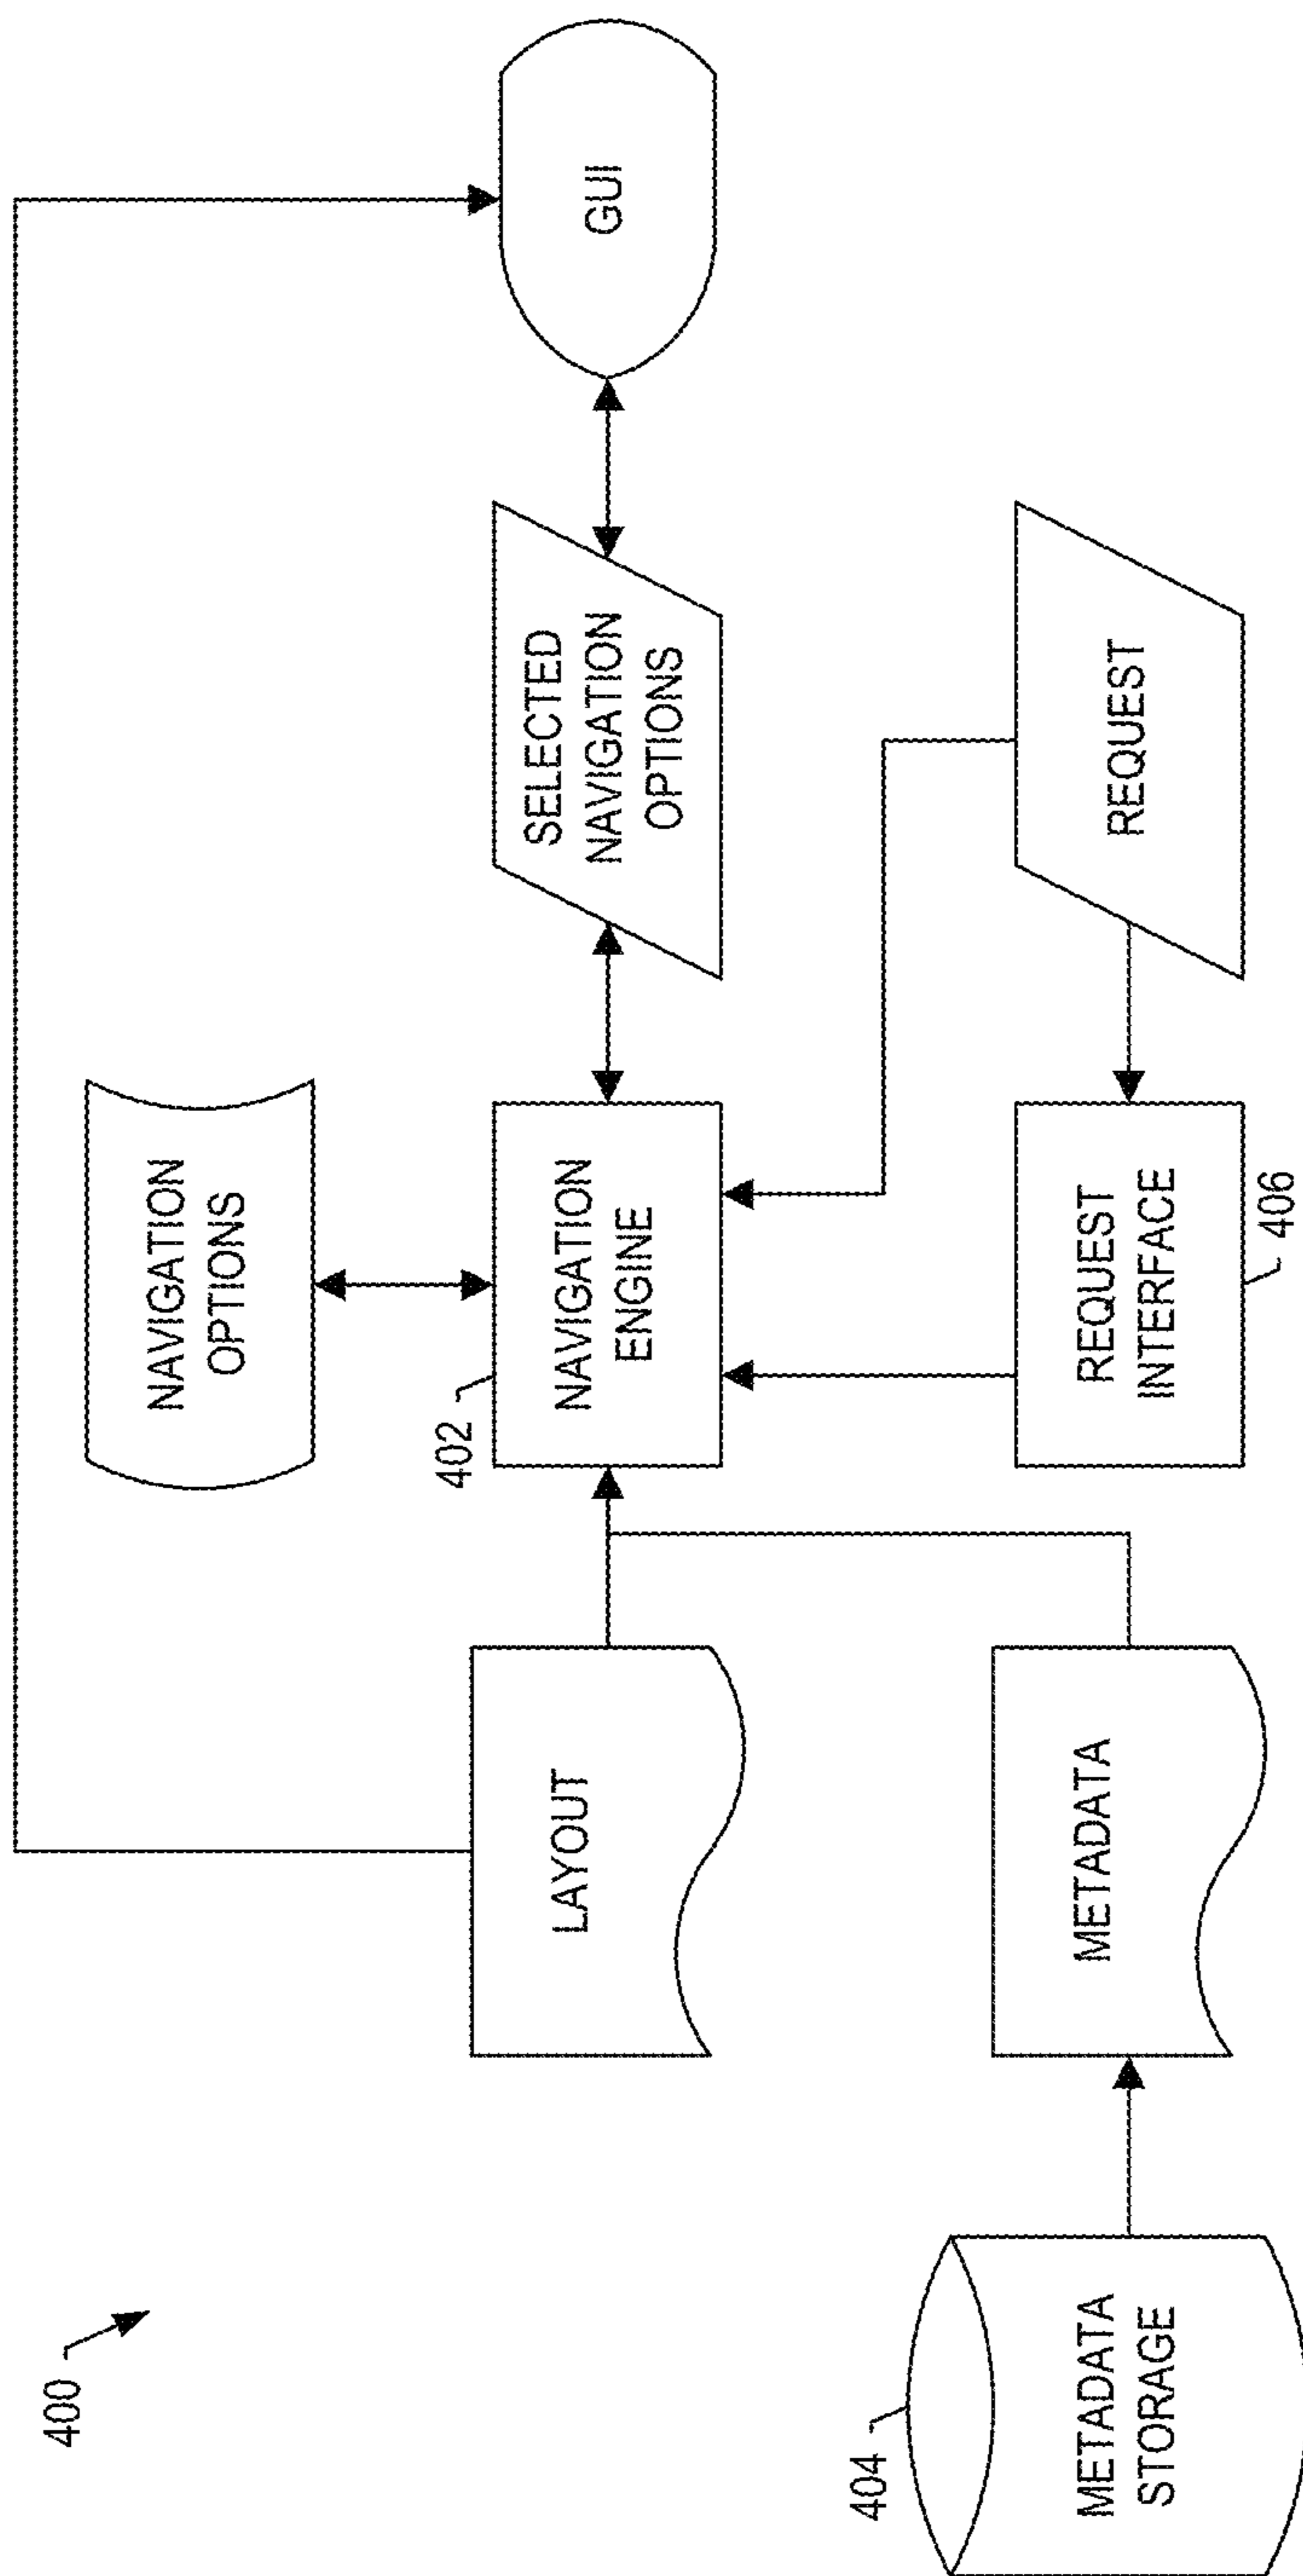 400
NAVIGATION
OPTIONS
LAYOUT
402
NAVIGATION
ENGINE
SELECTED
NAVIGATION
OPTIONS
GUI
404
METADATA
STORAGE
METADATA
REQUEST
INTERFACE
406
REQUEST